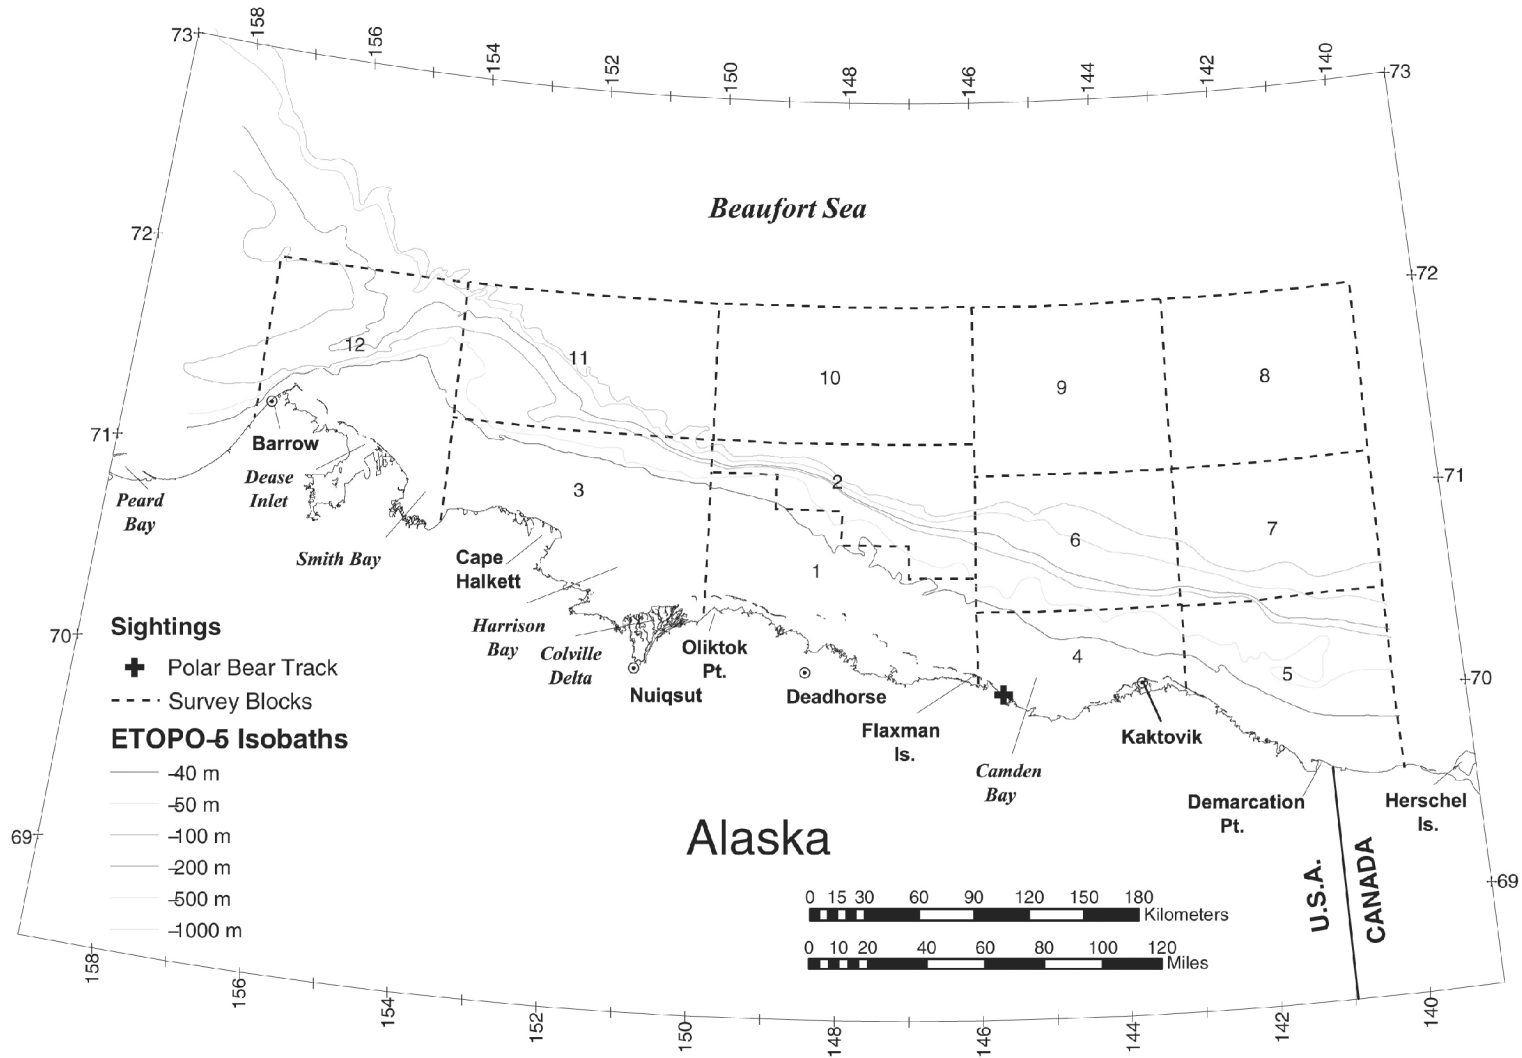 158
156
154
152
150
148
146
144
142
140
73
73
Beaufort Sea
72
72
12
11
10
9
8
71
71
Barrow
Dease
Inlet
Peard
Bay
Smith Bay
3
2
6
7
1
Cape
Halkett
Harrison
Bay
Colville
Delta
Oliktok
Pt.
Nuiqsut
Deadhorse
4
5
70
70
Flaxman
Is.
Camden
Bay
Kaktovik
Demarcation
Pt.
Herschel
Is.
Sightings
Polar Bear Track
Survey Blocks
ETOPO-5 Isobaths
-40 m
-50 m
-100 m
-200 m
-500 m
-1000 m
69
69
Alaska
U.S.A.
CANADA
0 15 30 60 90 120 150 180
Kilometers
0 10 20 40 60 80 100 120
Miles
158
156
154
152
150
148
146
144
142
140